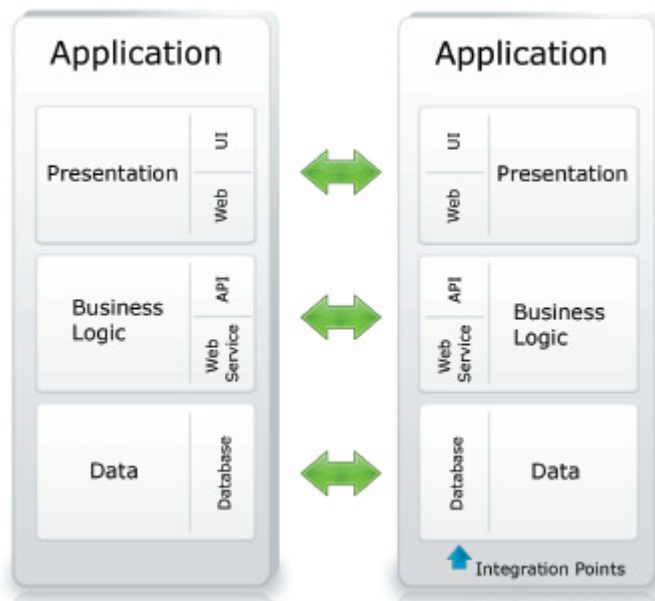 Application
Presentation
UI
Web
Business
Logic
API
Web
Service
Data
Database
Application
UI
Web
Presentation
API
Web
Service
Business
Logic
Database
Data
Integration Points